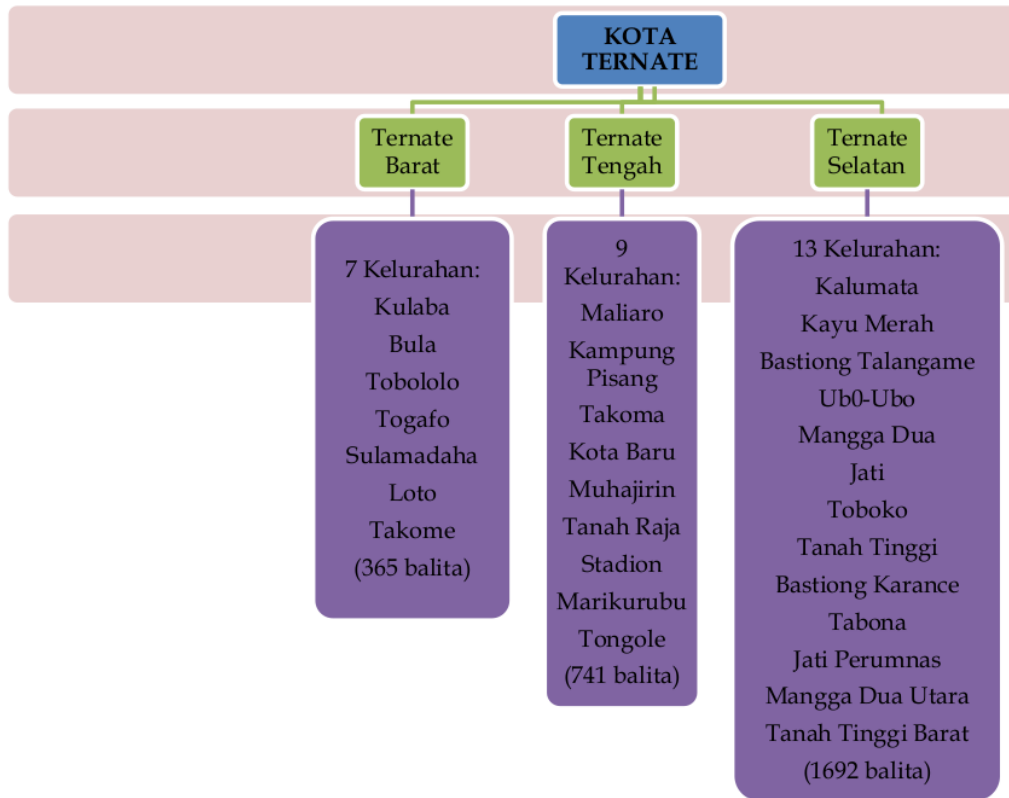 KOTA
TERNATE
Ternate
Barat
Ternate
Tengah
Ternate
Selatan
7 Kelurahan:
Kulaba
Bula
Tobololo
Togafo
Sulamadaha
Loto
Takome
(365 balita)
9
Kelurahan:
Maliaro
Kampung
Pisang
Takoma
Kota Baru
Muhajirin
Tanah Raja
Stadion
Marikurubu
Tongole
(741 balita)
13 Kelurahan:
Kalumata
Kayu Merah
Bastiong Talangame
Ub0-Ubo
Mangga Dua
Jati
Toboko
Tanah Tinggi
Bastiong Karance
Tabona
Jati Perumnas
Mangga Dua Utara
Tanah Tinggi Barat
(1692 balita)